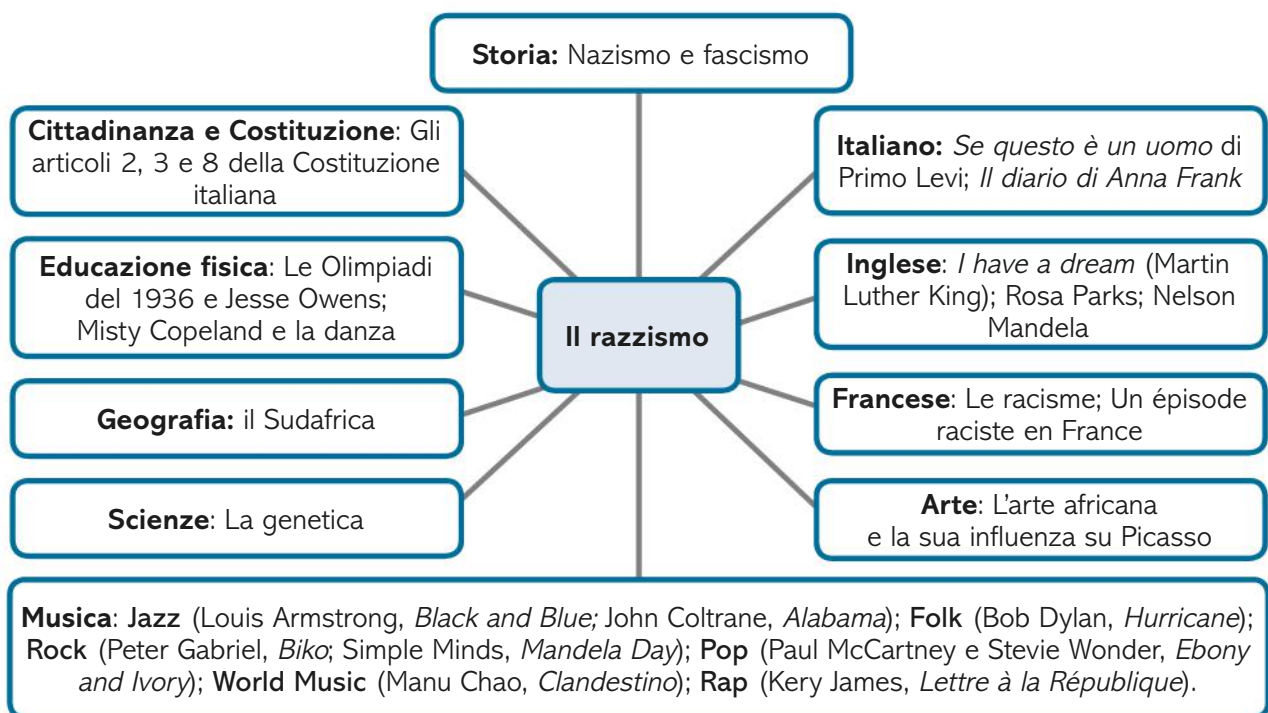 Storia: Nazismo e fascismo
Cittadinanza e Costituzione: Gli
articoli 2, 3 e 8 della Costituzione
italiana
Italiano: Se questo è un uomo di
Primo Levi; Il diario di Anna Frank
Educazione fisica: Le Olimpiadi
del 1936 e Jesse Owens;
Misty Copeland e la danza
Inglese: I have a dream (Martin
Luther King); Rosa Parks; Nelson
Mandela
Il razzismo
Geografia: il Sudafrica
Francese: Le racisme; Un épisode
raciste en France
Scienze: La genetica
Arte: L'arte africana
e la sua influenza su Picasso
Musica: Jazz (Louis Armstrong, Black and Blue; John Coltrane, Alabama); Folk (Bob Dylan, Hurricane);
Rock (Peter Gabriel, Biko; Simple Minds, Mandela Day); Pop (Paul McCartney e Stevie Wonder, Ebony
and Ivory); World Music (Manu Chao, Clandestino); Rap (Kery James, Lettre à la République).